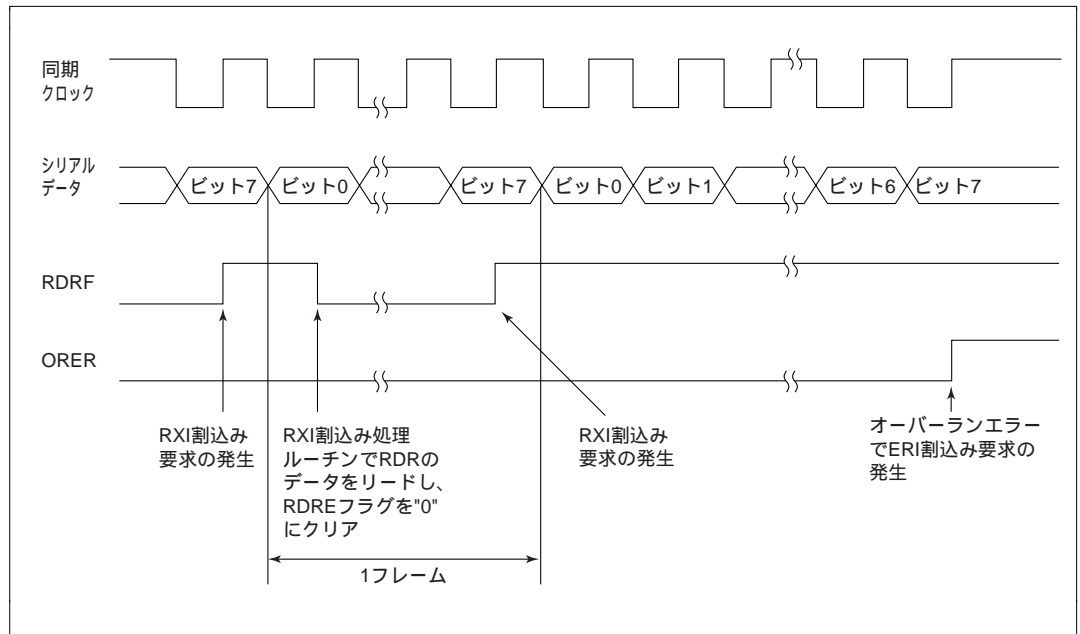 同期
クロック
シリアル
データ
ビット7
ビット0
ビット7
ビット0
ビット1
ビット6
ビット7
RDRF
ORER
RXI割込み
要求の発生
RXI割込み処理
ルーチンでRDRの
データをリードし、
RDREフラグを"0"
にクリア
RXI割込み
要求の発生
オーバーランエラー
でERI割込み要求の
発生
1フレーム